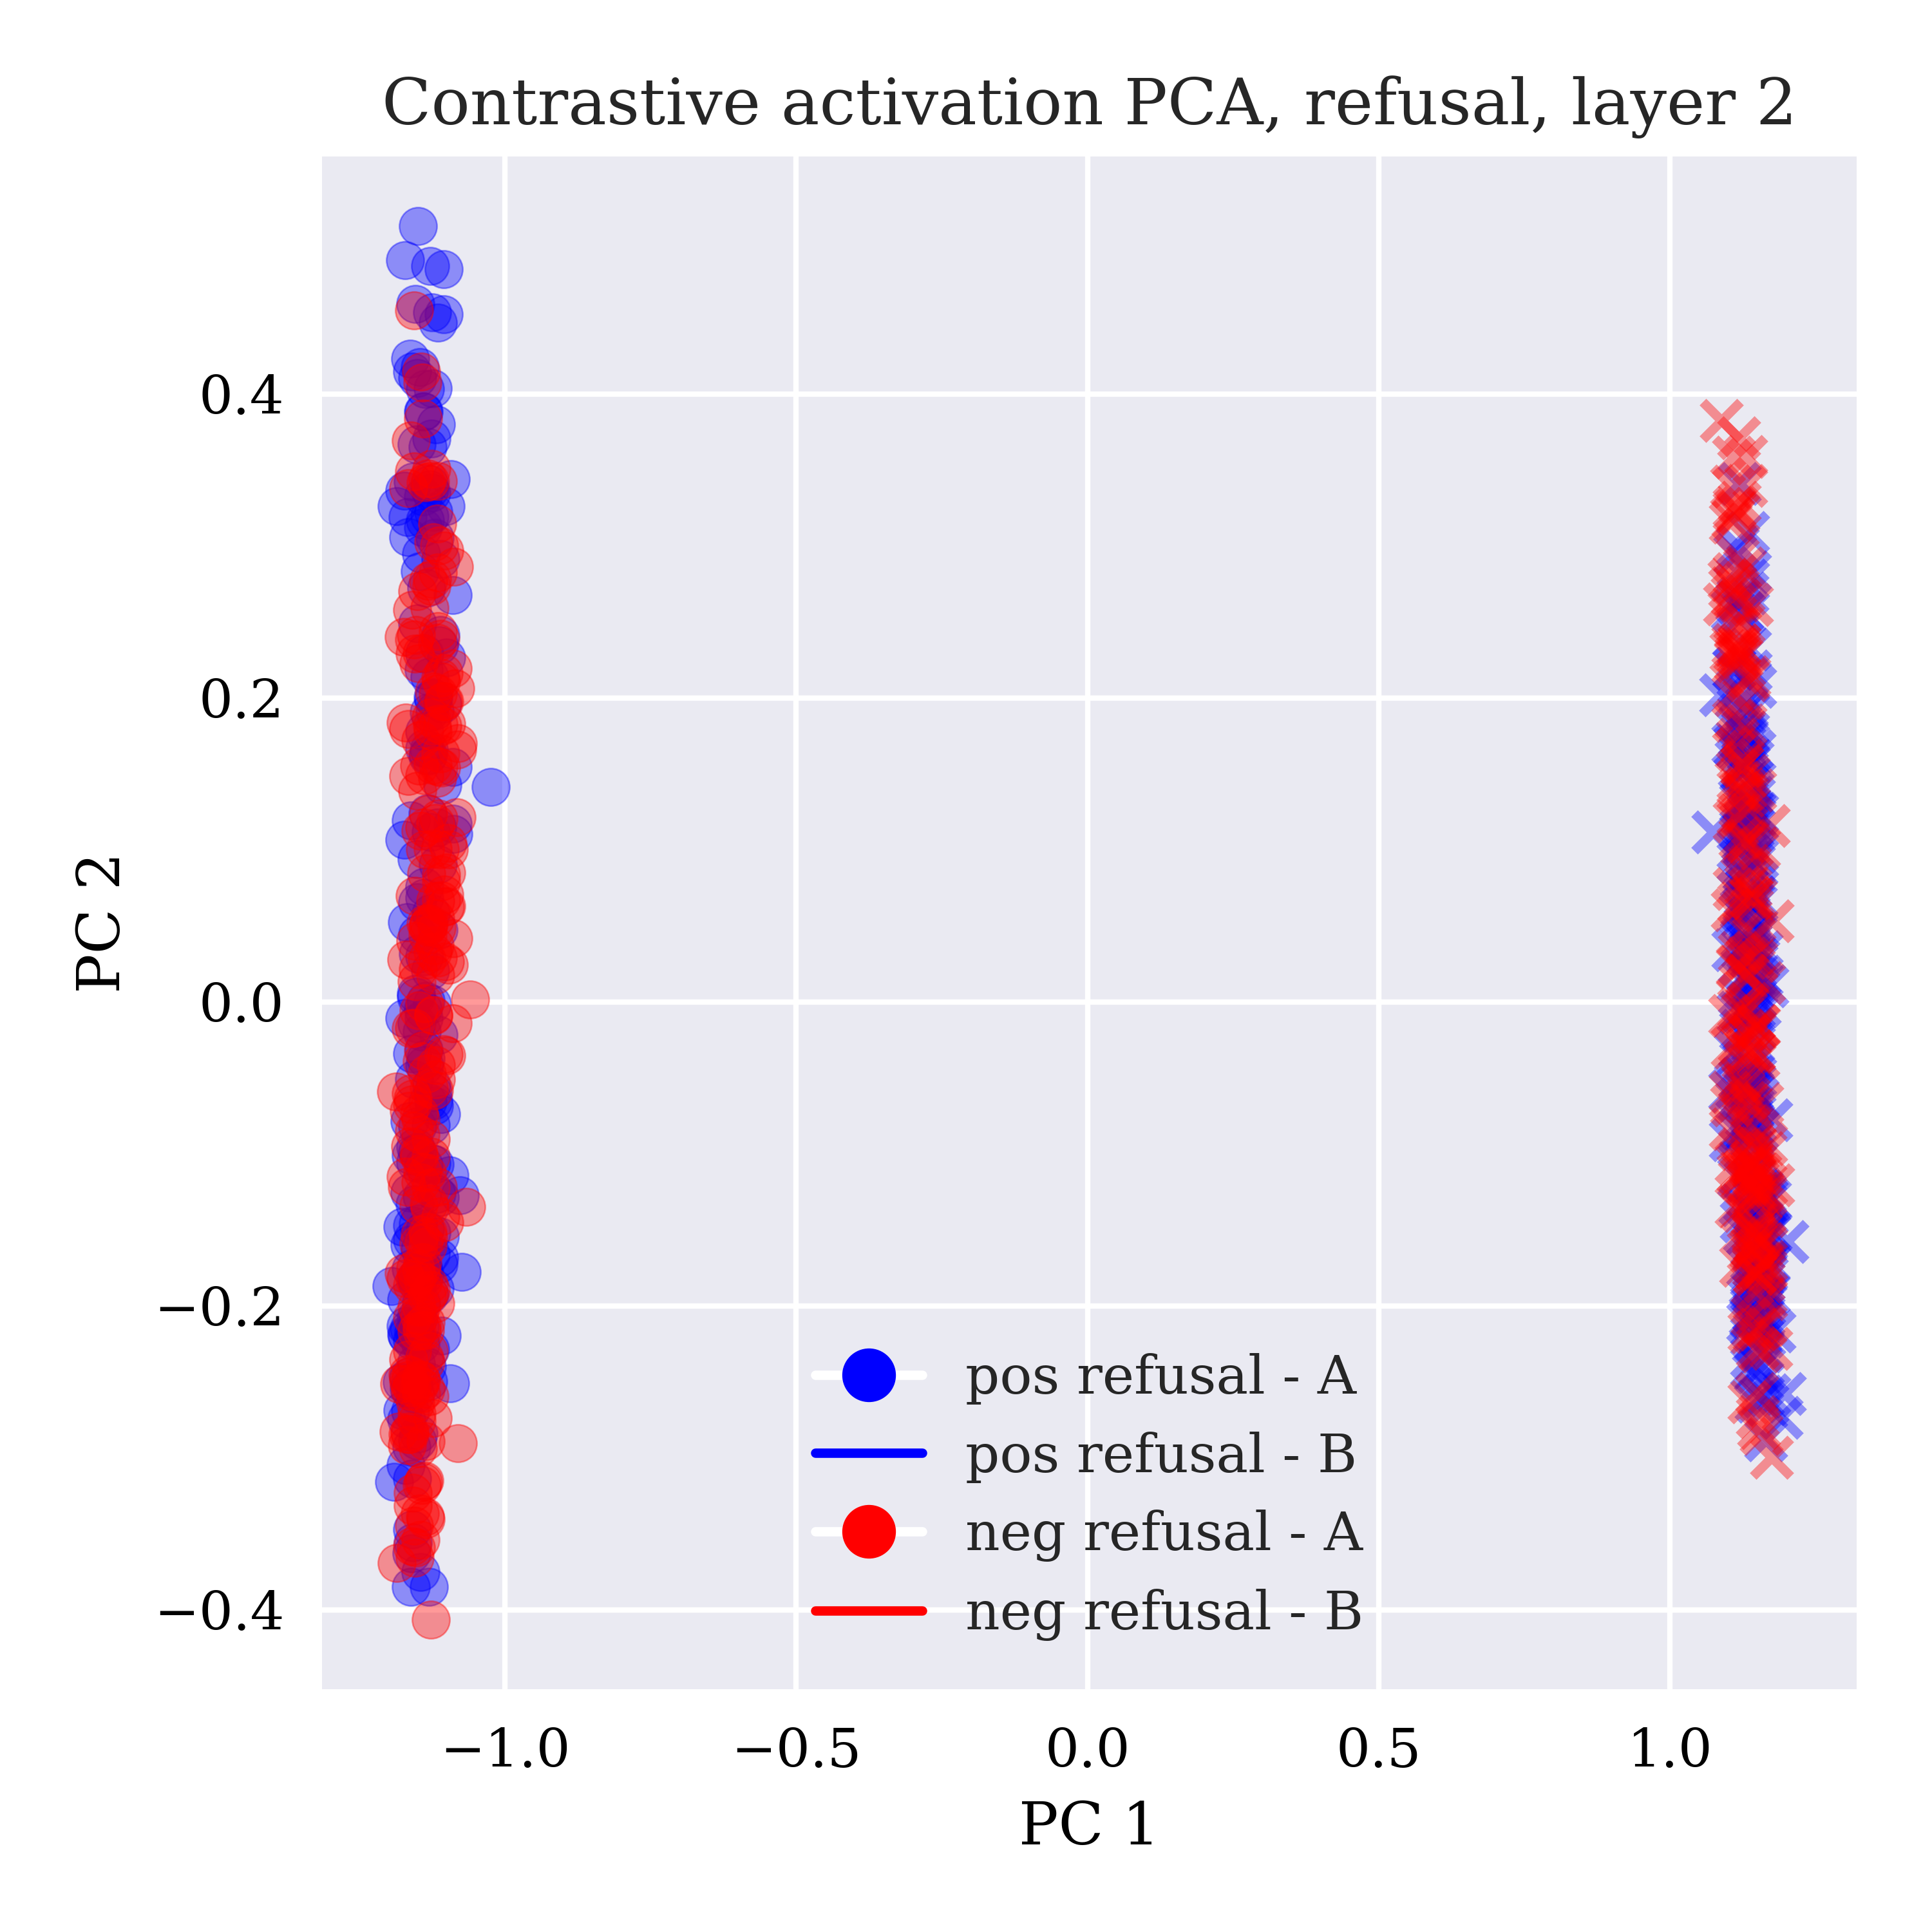 Contrastive activation PCA, refusal, layer 2
PC 2
0.4
0.2
0.0
−0.2
−0.4
pos refusal - A
pos refusal - B
neg refusal - A
neg refusal - B
−1.0 −0.5 0.0 0.5 1.0
PC 1